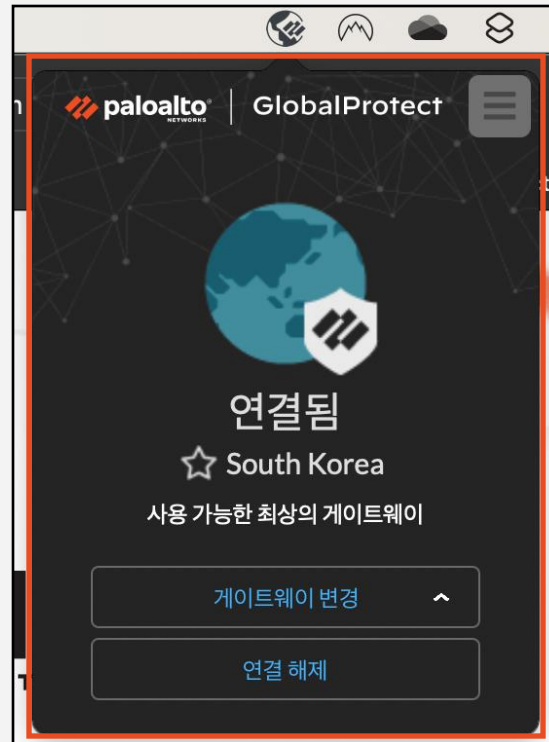 paloalto
NETWORKS
GlobalProtect
연결됨
South Korea
사용 가능한 최상의 게이트웨이
게이트웨이 변경
연결 해제